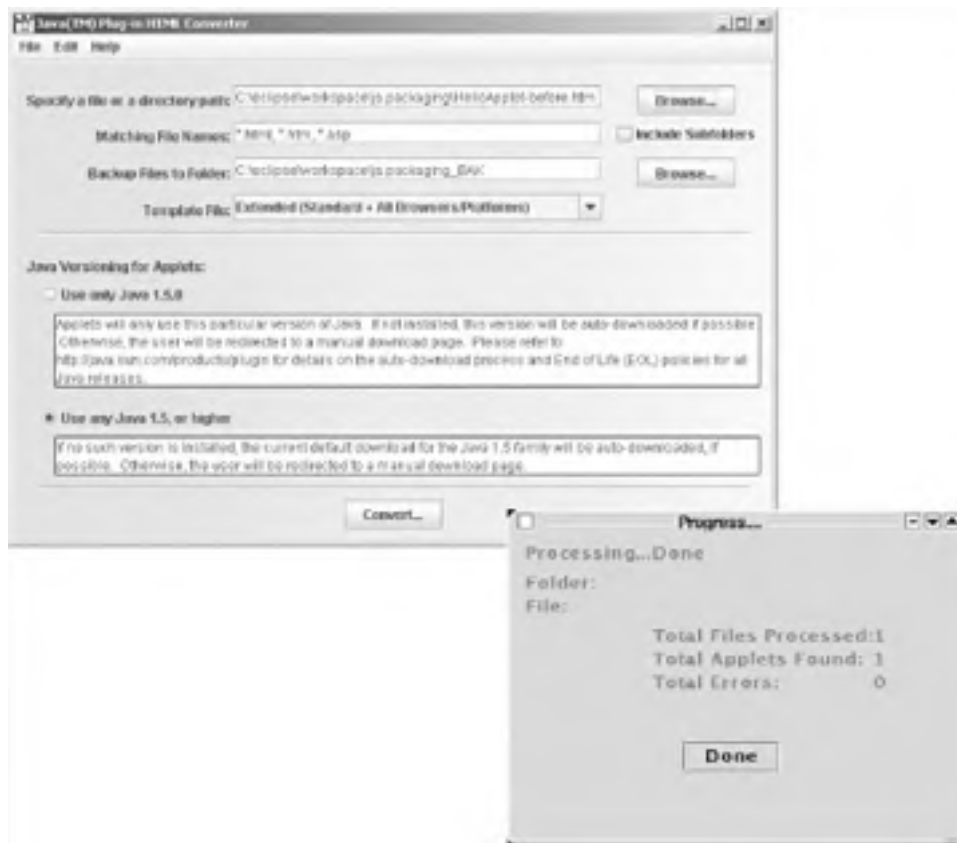 Java(TM) Plug-in HTML Converter
File Edit Help
Specify a file or a directory path: C:\eclipse\workspace\js.packaging\HelloApplet-before.htm
Browse...
Matching File Names: *.html, *.htm, *.asp
Include Subfolders
Backup Files to Folder: C:\eclipse\workspace\js.packaging_BAK
Browse...
Template File: Extended (Standard + All Browsers/Platforms)
Java Versioning for Applets:
Use only Java 1.5.0
Applets will only use this particular version of Java. If not installed, this version will be auto-downloaded if possible.
Otherwise, the user will be redirected to a manual download page. Please refer to
http://java.sun.com/products/plugin for details on the auto-download process and End of Life (EOL) policies for all
Java releases.
Use any Java 1.5, or higher
If no such version is installed, the current default download for the Java 1.5 family will be auto-downloaded, if
possible. Otherwise, the user will be redirected to a manual download page.
Convert...
Progress...
Processing...Done
Folder:
File:
Total Files Processed:1
Total Applets Found: 1
Total Errors: 0
Done